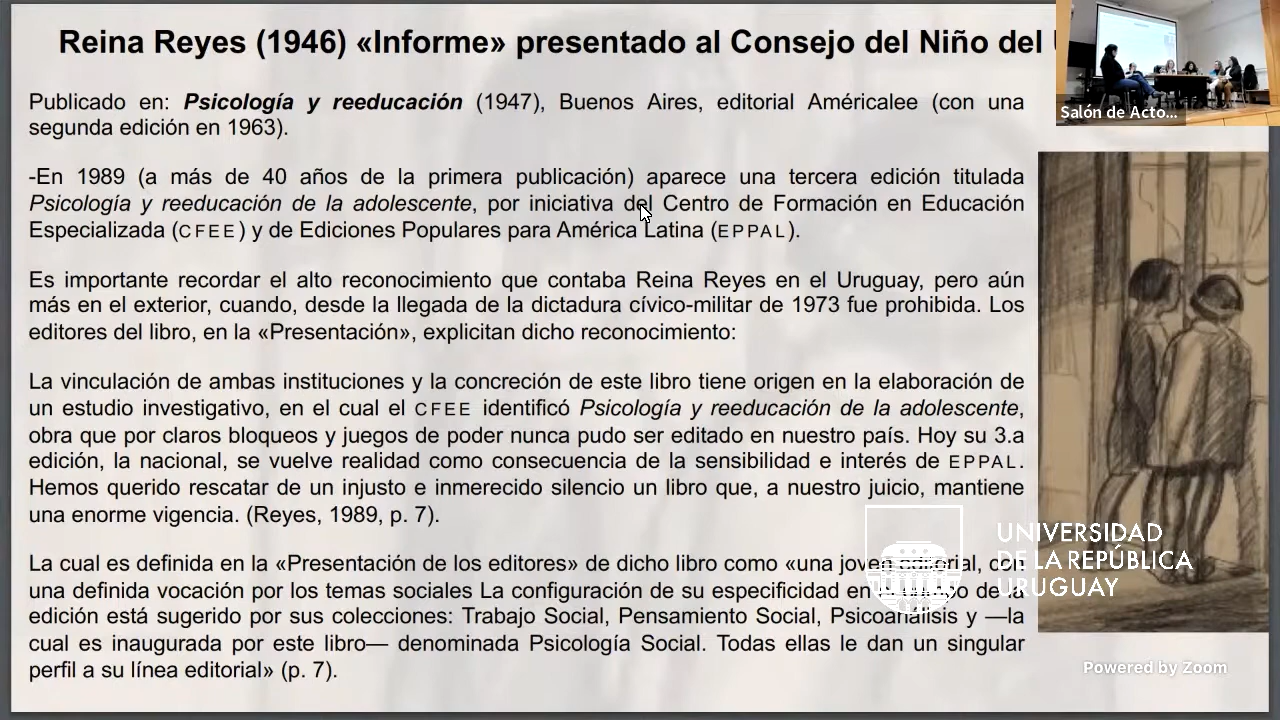 Reina Reyes (1946) «Informe» presentado al Consejo del Niño del
Publicado en: Psicología y reeducación (1947), Buenos Aires, editorial Américalee (con una
segunda edición en 1963).
-En 1989 (a más de 40 años de la primera publicación) aparece una tercera edición titulada
Psicología y reeducación de la adolescente, por iniciativa del Centro de Formación en Educación
Especializada (CFEE) y de Ediciones Populares para América Latina (EPPAL).
Es importante recordar el alto reconocimiento que contaba Reina Reyes en el Uruguay, pero aún
más en el exterior, cuando, desde la llegada de la dictadura cívico-militar de 1973 fue prohibida. Los
editores del libro, en la «Presentación», explicitan dicho reconocimiento:
La vinculación de ambas instituciones y la concreción de este libro tiene origen en la elaboración de
un estudio investigativo, en el cual el CFEE identificó Psicología y reeducación de la adolescente,
obra que por claros bloqueos y juegos de poder nunca pudo ser editado en nuestro país. Hoy su 3.a
edición, la nacional, se vuelve realidad como consecuencia de la sensibilidad e interés de EPPAL.
Hemos querido rescatar de un injusto e inmerecido silencio un libro que, a nuestro juicio, mantiene
una enorme vigencia. (Reyes, 1989, p. 7).
La cual es definida en la «Presentación de los editores» de dicho libro como «una joven editorial, con
una definida vocación por los temas sociales La configuración de su especificidad en de la
edición está sugerido por sus colecciones: Trabajo Social, Pensamiento Social, Psicoanálisis y —la
cual es inaugurada por este libro— denominada Psicología Social. Todas ellas le dan un singular
perfil a su línea editorial» (p. 7).
Salón de Acto...
UNIVERSIDAD
DE LA REPÚBLICA
URUGUAY
Powered by Zoom